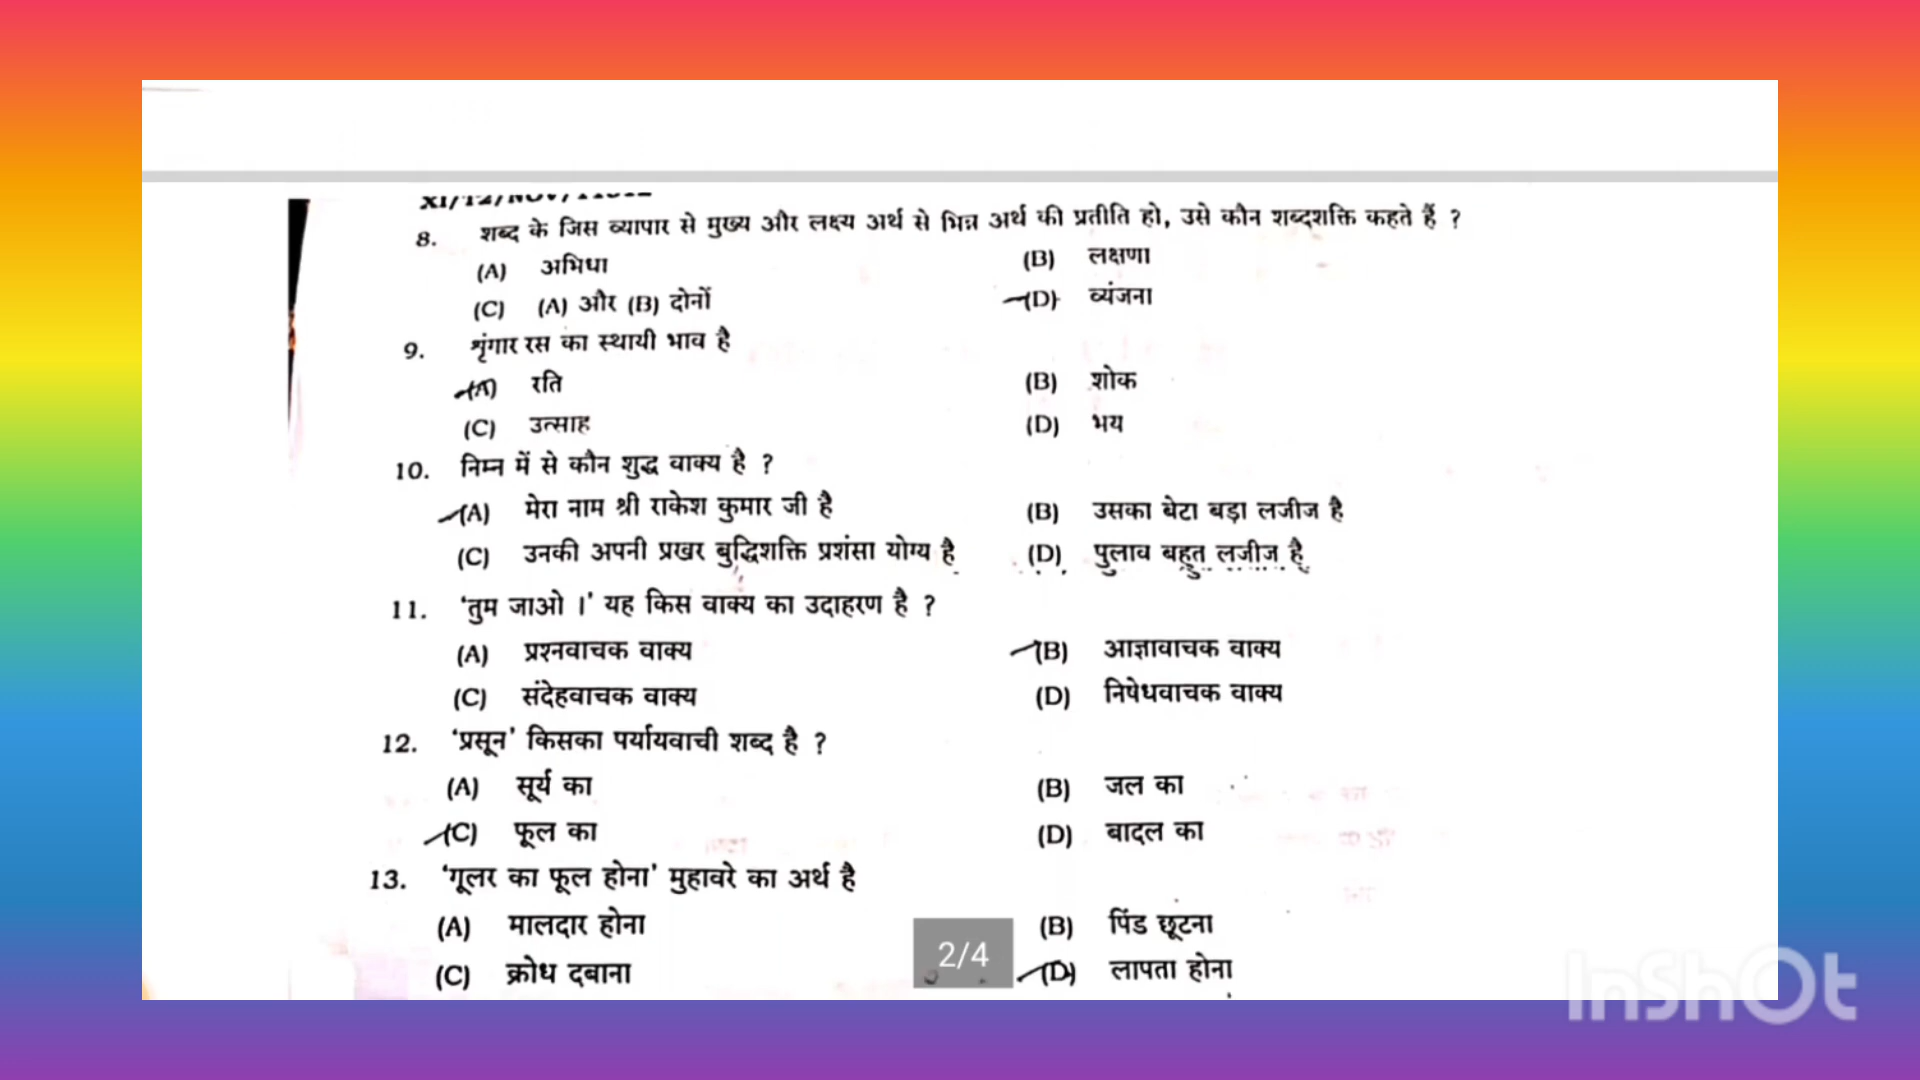 8. शब्द के जिस व्यापार से मुख्य और लक्ष्य अर्थ से भिन्न अर्थ की प्रतीति हो, उसे कौन शब्दशक्ति कहते हैं ?
(A) अभिधा (B) लक्षणा
(C) (A) और (B) दोनों (D) व्यंजना
9. शृंगार रस का स्थायी भाव है
(A) रति (B) शोक
(C) उत्साह (D) भय
10. निम्न में से कौन शुद्ध वाक्य है ?
(A) मेरा नाम श्री राकेश कुमार जी है (B) उसका बेटा बड़ा लजीज है
(C) उनकी अपनी प्रखर बुद्धिशक्ति प्रशंसा योग्य है (D) पुलाव बहुत लजीज है
11. 'तुम जाओ ।' यह किस वाक्य का उदाहरण है ?
(A) प्रश्नवाचक वाक्य (B) आज्ञावाचक वाक्य
(C) संदेहवाचक वाक्य (D) निषेधवाचक वाक्य
12. 'प्रसून' किसका पर्यायवाची शब्द है ?
(A) सूर्य का (B) जल का
(C) फूल का (D) बादल का
13. 'गूलर का फूल होना' मुहावरे का अर्थ है
(A) मालदार होना (B) पिंड छूटना
(C) क्रोध दबाना (D) लापता होना
2/4
InShOt